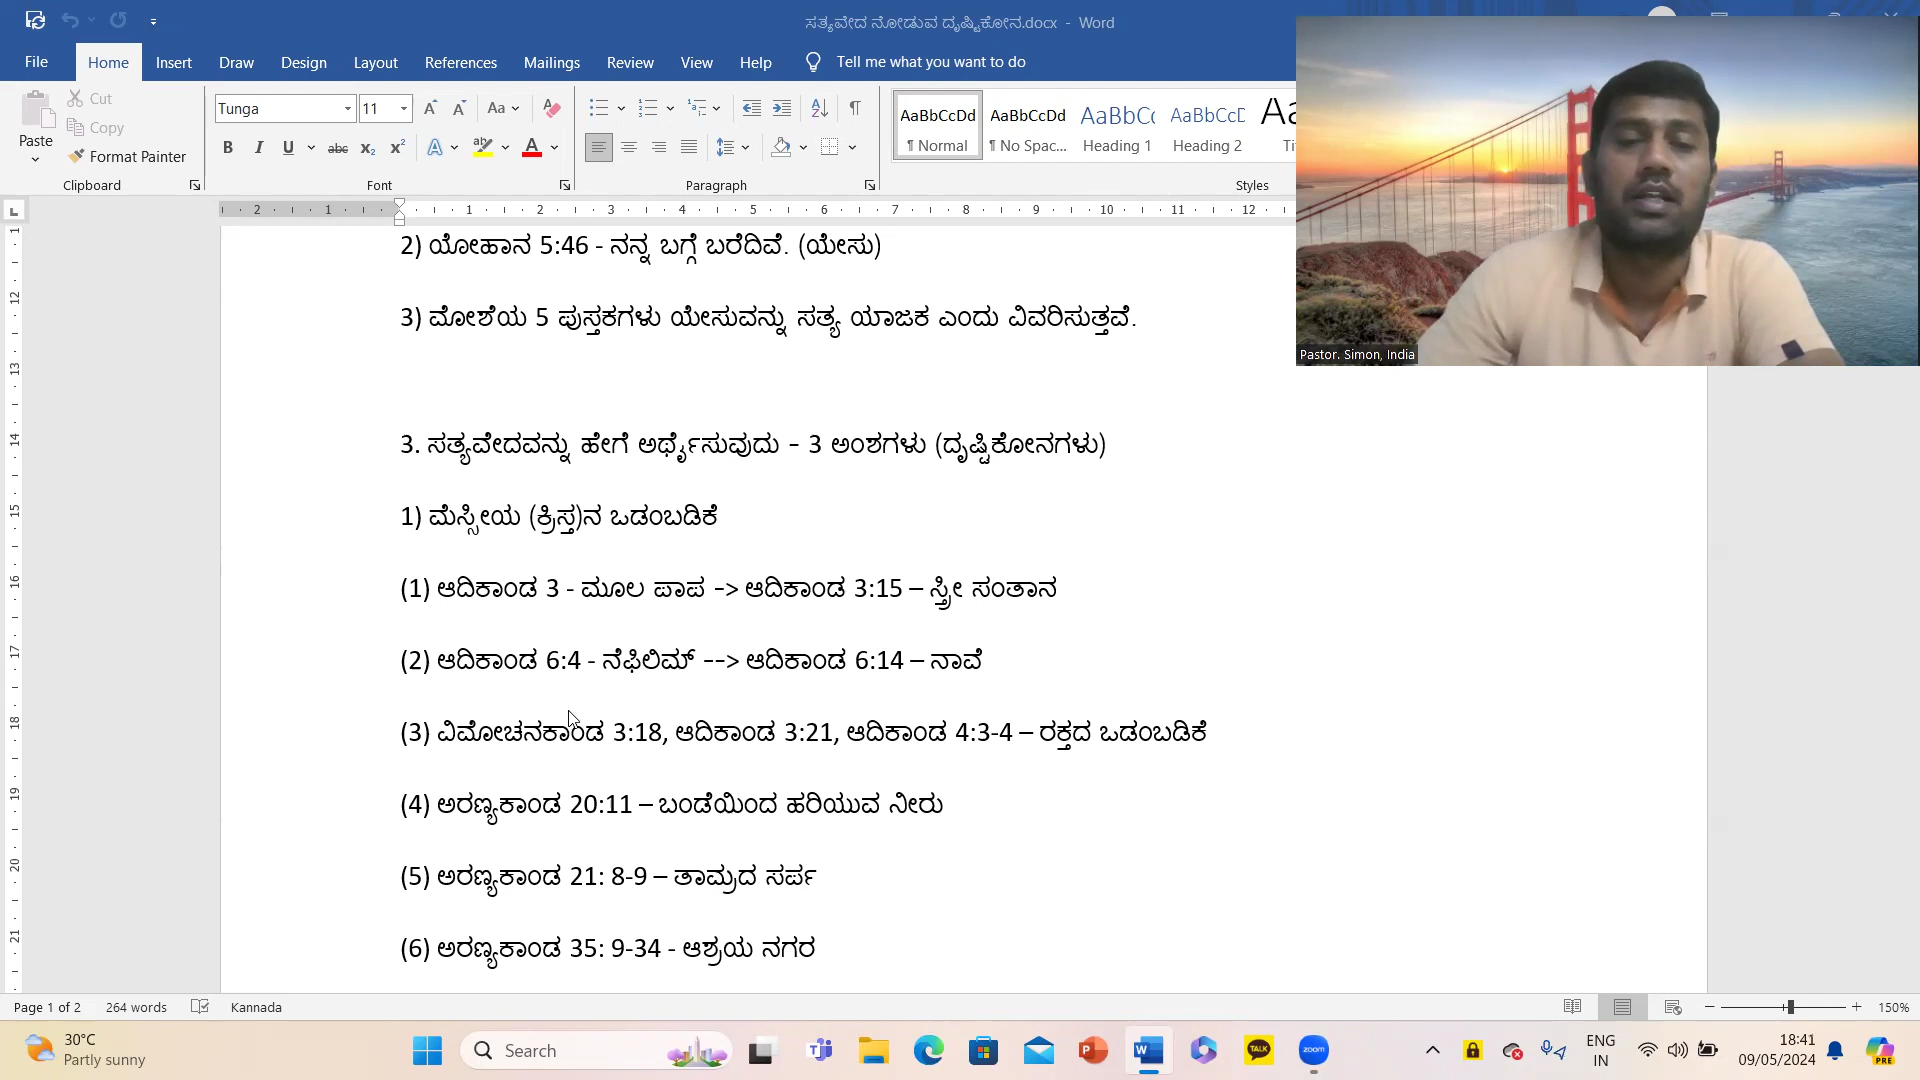 ಸತ್ಯವೇದ ನೋಡುವ ದೃಷ್ಟಿಕೋನ.docx - Word
File Home Insert Draw Design Layout References Mailings Review View Help Tell me what you want to do
Paste
Cut
Copy
Format Painter
Clipboard
Tunga 11
Font
Paragraph
AaBbCcDd AaBbCcDd AaBbCc AaBbCcD
¶ Normal ¶ No Spac... Heading 1 Heading 2
Styles
Pastor. Simon, India
2) ಯೋಹಾನ 5:46 - ನನ್ನ ಬಗ್ಗೆ ಬರೆದಿವೆ. (ಯೇಸು)
3) ಮೋಶೆಯ 5 ಪುಸ್ತಕಗಳು ಯೇಸುವನ್ನು ಸತ್ಯ ಯಾಜಕ ಎಂದು ವಿವರಿಸುತ್ತವೆ.
3. ಸತ್ಯವೇದವನ್ನು ಹೇಗೆ ಅರ್ಥೈಸುವುದು - 3 ಅಂಶಗಳು (ದೃಷ್ಟಿಕೋನಗಳು)
1) ಮೆಸ್ಸೀಯ (ಕ್ರಿಸ್ತ)ನ ಒಡಂಬಡಿಕೆ
(1) ಆದಿಕಾಂಡ 3 - ಮೂಲ ಪಾಪ -> ಆದಿಕಾಂಡ 3:15 – ಸ್ತ್ರೀ ಸಂತಾನ
(2) ಆದಿಕಾಂಡ 6:4 - ನೆಫಿಲಿಮ್ --> ಆದಿಕಾಂಡ 6:14 – ನಾವೆ
(3) ವಿಮೋಚನಕಾಂಡ 3:18, ಆದಿಕಾಂಡ 3:21, ಆದಿಕಾಂಡ 4:3-4 – ರಕ್ತದ ಒಡಂಬಡಿಕೆ
(4) ಅರಣ್ಯಕಾಂಡ 20:11 – ಬಂಡೆಯಿಂದ ಹರಿಯುವ ನೀರು
(5) ಅರಣ್ಯಕಾಂಡ 21: 8-9 – ತಾಮ್ರದ ಸರ್ಪ
(6) ಅರಣ್ಯಕಾಂಡ 35: 9-34 - ಆಶ್ರಯ ನಗರ
Page 1 of 2 264 words Kannada 150%
30°C
Partly sunny
Search
ENG
IN
18:41
09/05/2024